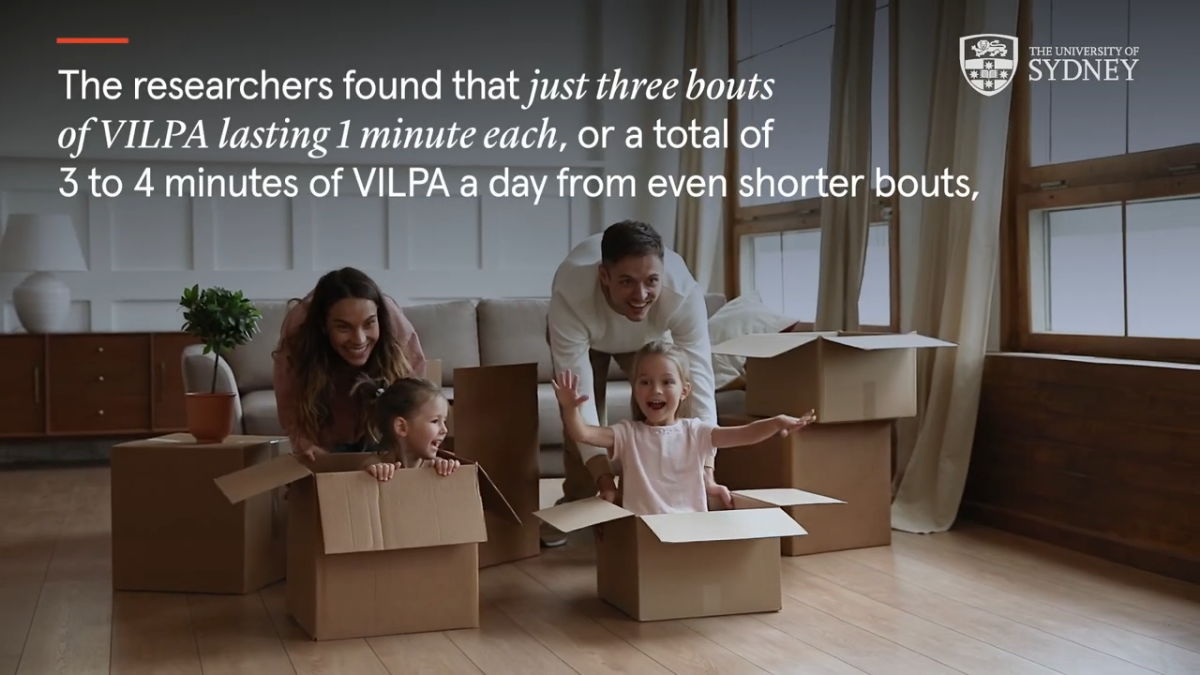 The researchers found that just three bouts
of VILPA lasting 1 minute each, or a total of
3 to 4 minutes of VILPA a day from even shorter bouts,
THE UNIVERSITY OF
SYDNEY